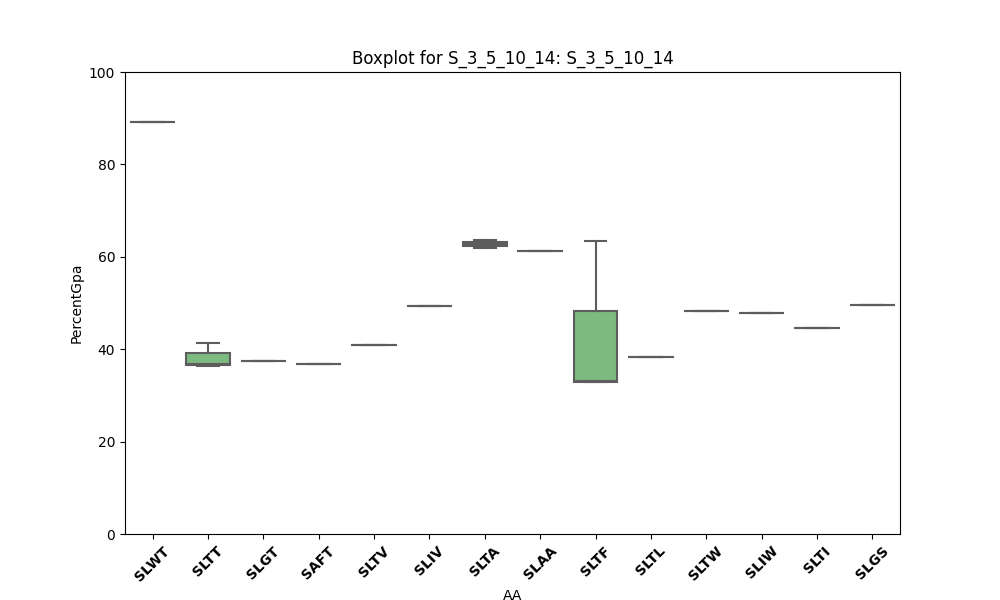 Boxplot for S_3_5_10_14: S_3_5_10_14
100
80
60
40
20
0
PercentGpa
SLWT SLTT SLGT SAFT SLTV SLIV SLTA SLAA SLTF SLTL SLTW SLIW SLTI SLGS
AA